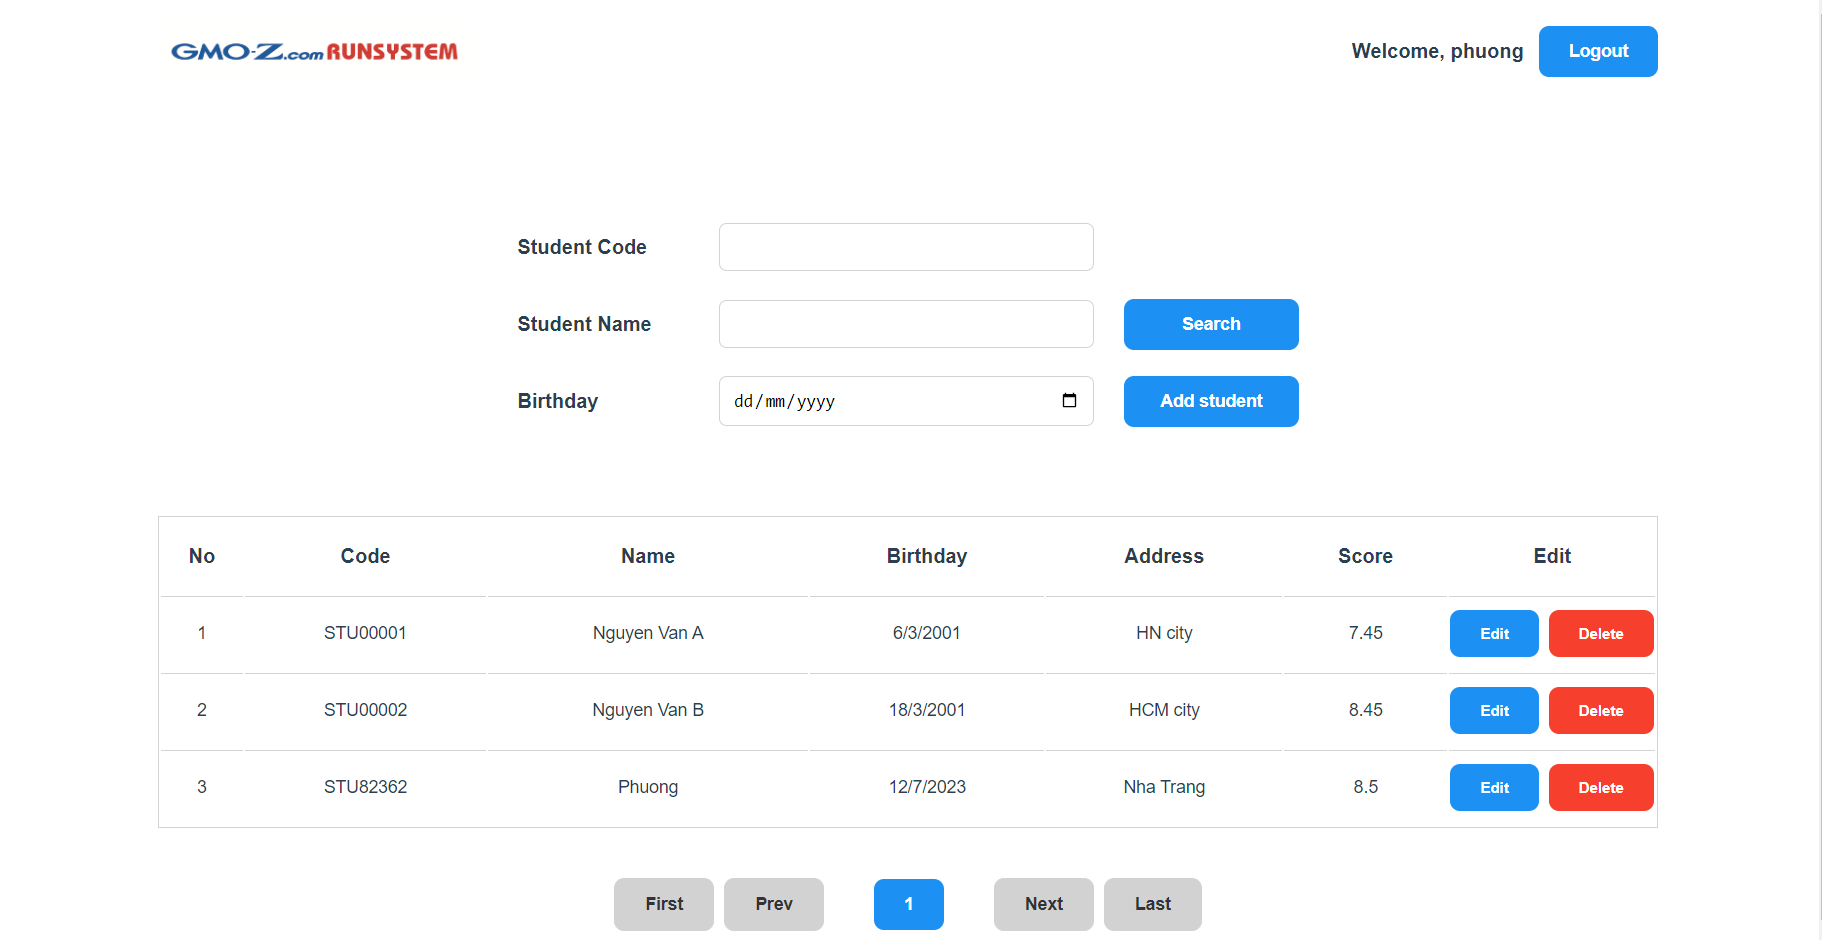 GMO-Z.com RUNSYSTEM
Welcome, phuong
Logout
Student Code
Student Name
Search
Birthday
dd/mm/yyyy
Add student
No Code Name Birthday Address Score Edit
1 STU00001 Nguyen Van A 6/3/2001 HN city 7.45 Edit Delete
2 STU00002 Nguyen Van B 18/3/2001 HCM city 8.45 Edit Delete
3 STU82362 Phuong 12/7/2023 Nha Trang 8.5 Edit Delete
First Prev 1 Next Last